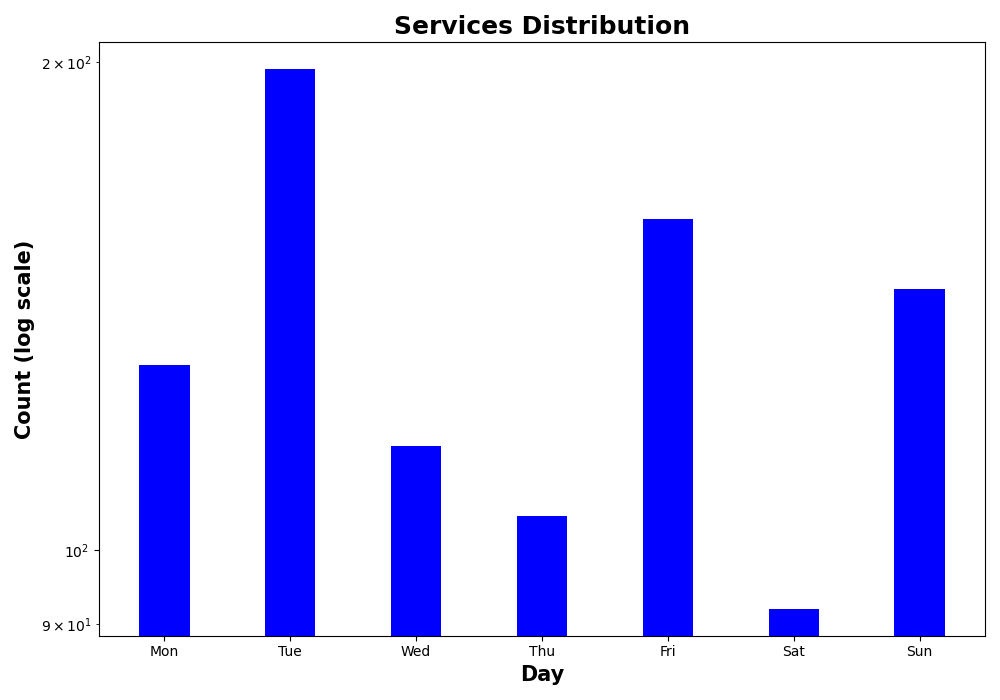 Services Distribution
Count (log scale)
2 × 10²
10²
9 × 10¹
Mon Tue Wed Thu Fri Sat Sun
Day